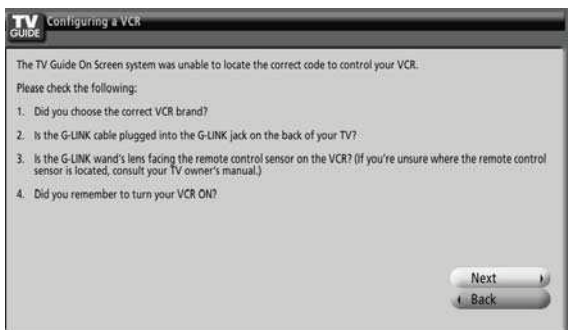 TV
GUIDE
Configuring a VCR
The TV Guide On Screen system was unable to locate the correct code to control your VCR.
Please check the following:
1. Did you choose the correct VCR brand?
2. Is the G-LINK cable plugged into the G-LINK jack on the back of your TV?
3. Is the G-LINK wand's lens facing the remote control sensor on the VCR? (If you're unsure where the remote control
sensor is located, consult your TV owner's manual.)
4. Did you remember to turn your VCR ON?
Next
Back